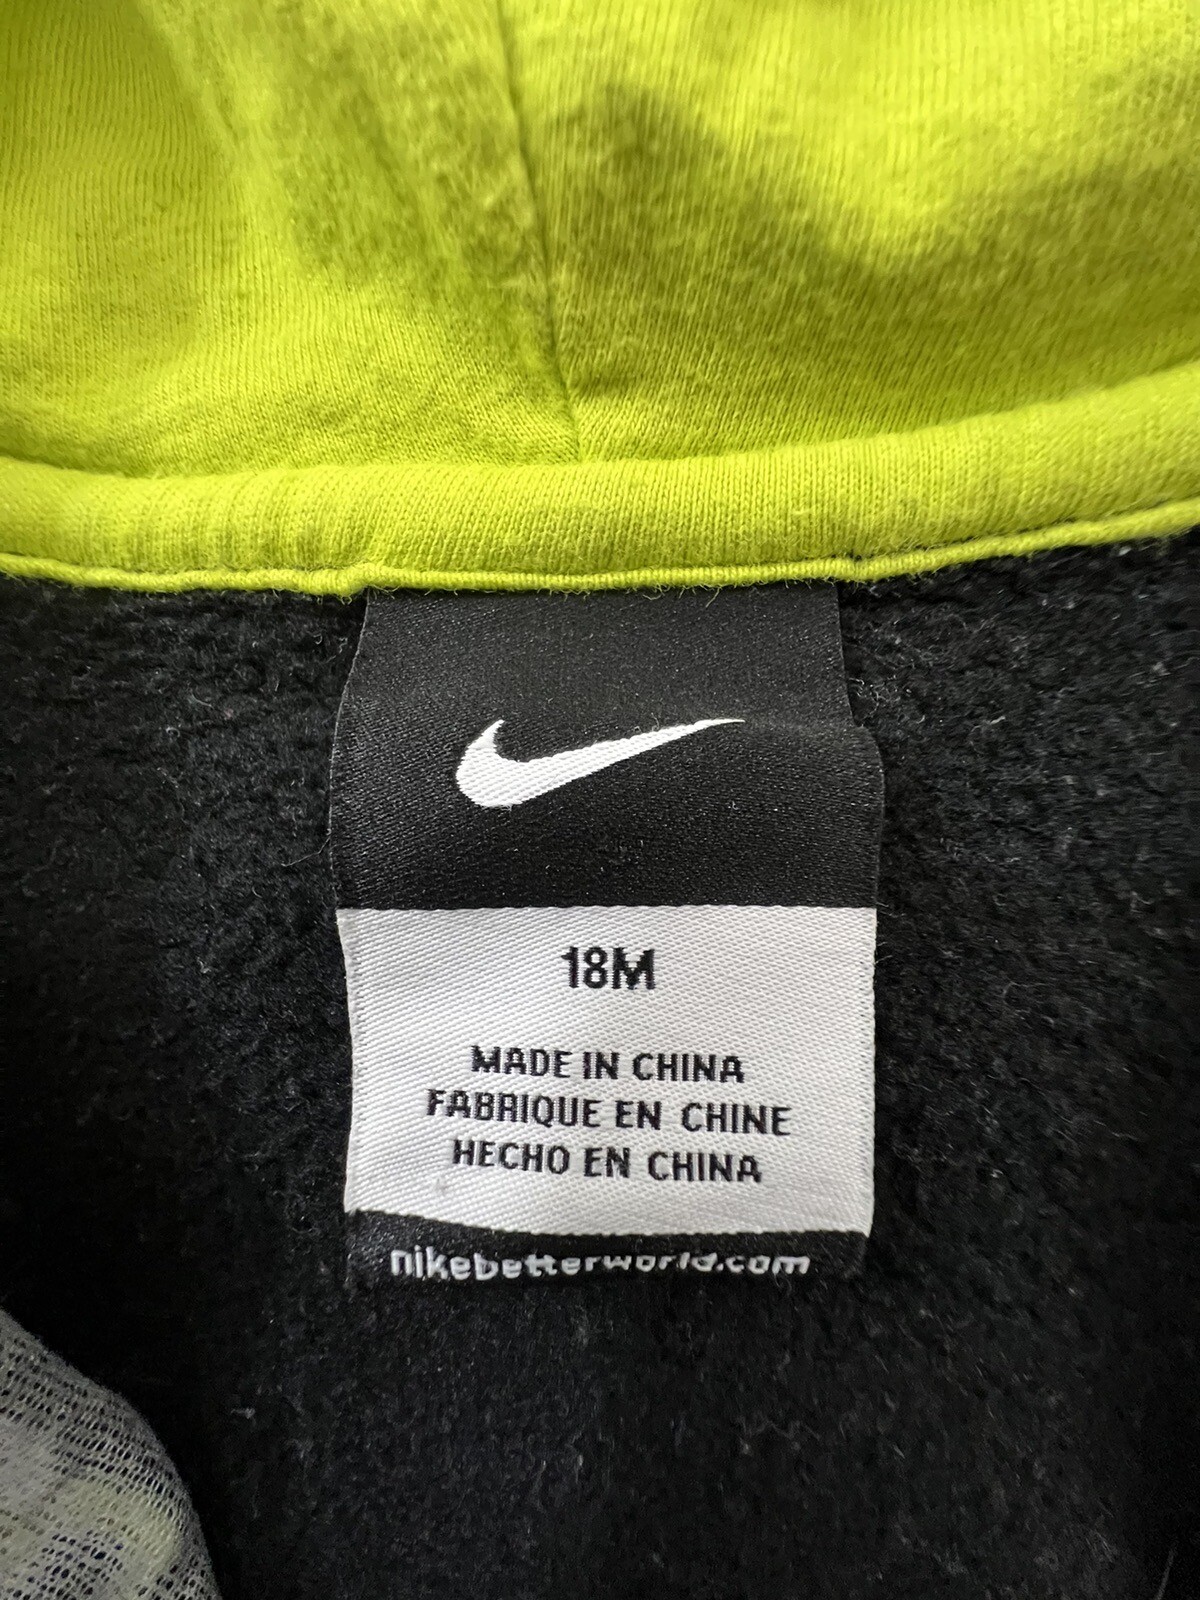 18M
MADE IN CHINA
FABRIQUE EN CHINE
HECHO EN CHINA
nikebetterworld.com